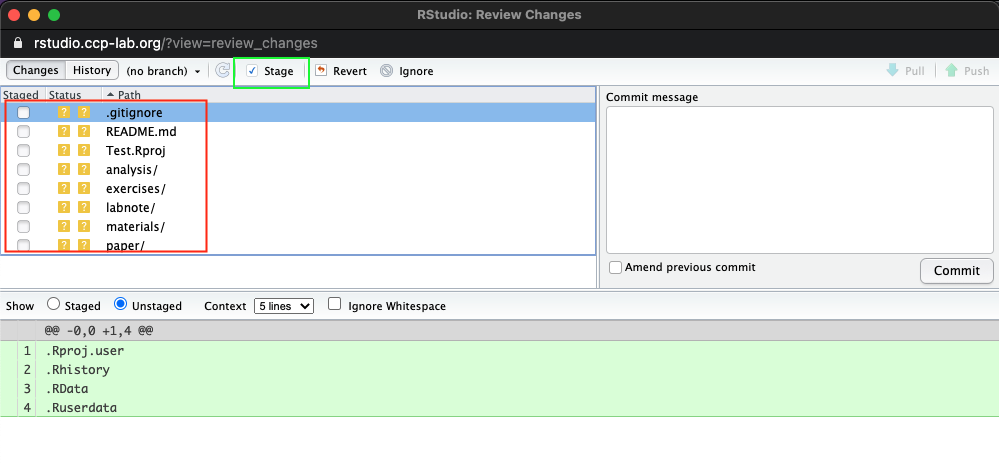 RStudio: Review Changes
rstudio.ccp-lab.org/?view=review_changes
Changes History (no branch) Stage Revert Ignore Pull Push
Staged Status Path
.gitignore
README.md
Test.Rproj
analysis/
exercises/
labnote/
materials/
paper/
Commit message
Amend previous commit Commit
Show Staged Unstaged Context 5 lines Ignore Whitespace
@@ -0,0 +1,4 @@
1 .Rproj.user
2 .Rhistory
3 .RData
4 .Ruserdata